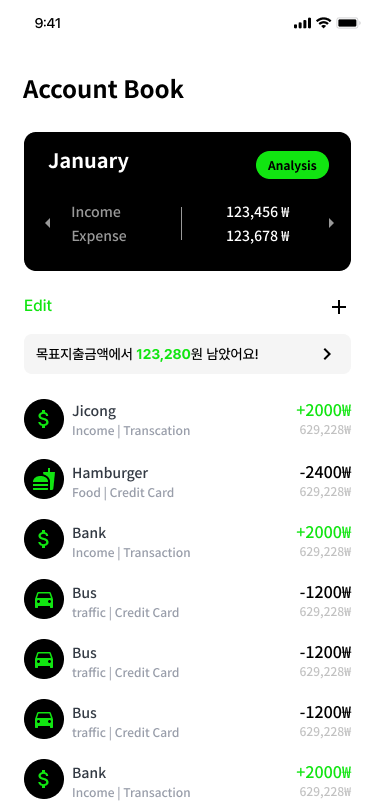 9:41
Account Book
January
Analysis
Income 123,456 ₩
Expense 123,678 ₩
Edit
목표지출금액에서 123,280원 남았어요!
Jicong +2000₩
Income | Transcation 629,228₩
Hamburger -2400₩
Food | Credit Card 629,228₩
Bank +2000₩
Income | Transaction 629,228₩
Bus -1200₩
traffic | Credit Card 629,228₩
Bus -1200₩
traffic | Credit Card 629,228₩
Bus -1200₩
traffic | Credit Card 629,228₩
Bank +2000₩
Income | Transaction 629,228₩